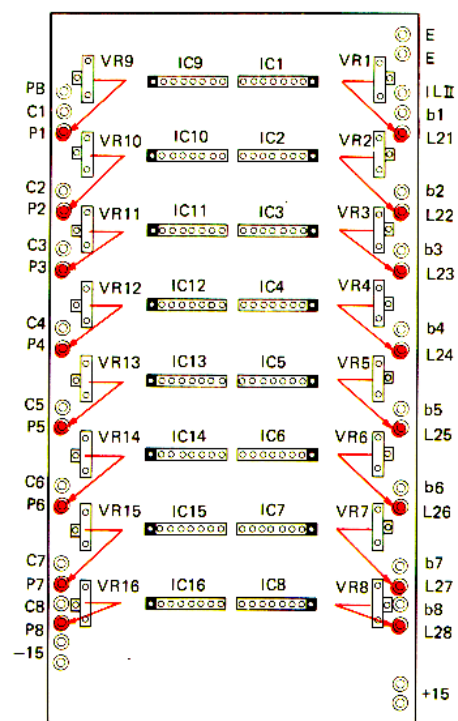 E
E
VR9 IC9 IC1 VR1
PB I L II
C1 b1
P1 L21
VR10 IC10 IC2 VR2
C2 b2
P2 L22
VR11 IC11 IC3 VR3
C3 b3
P3 L23
VR12 IC12 IC4 VR4
C4 b4
P4 L24
VR13 IC13 IC5 VR5
C5 b5
P5 L25
VR14 IC14 IC6 VR6
C6 b6
P6 L26
VR15 IC15 IC7 VR7
C7 b7
P7 L27
VR16 IC16 IC8 VR8
C8 b8
P8 L28
-15
+15